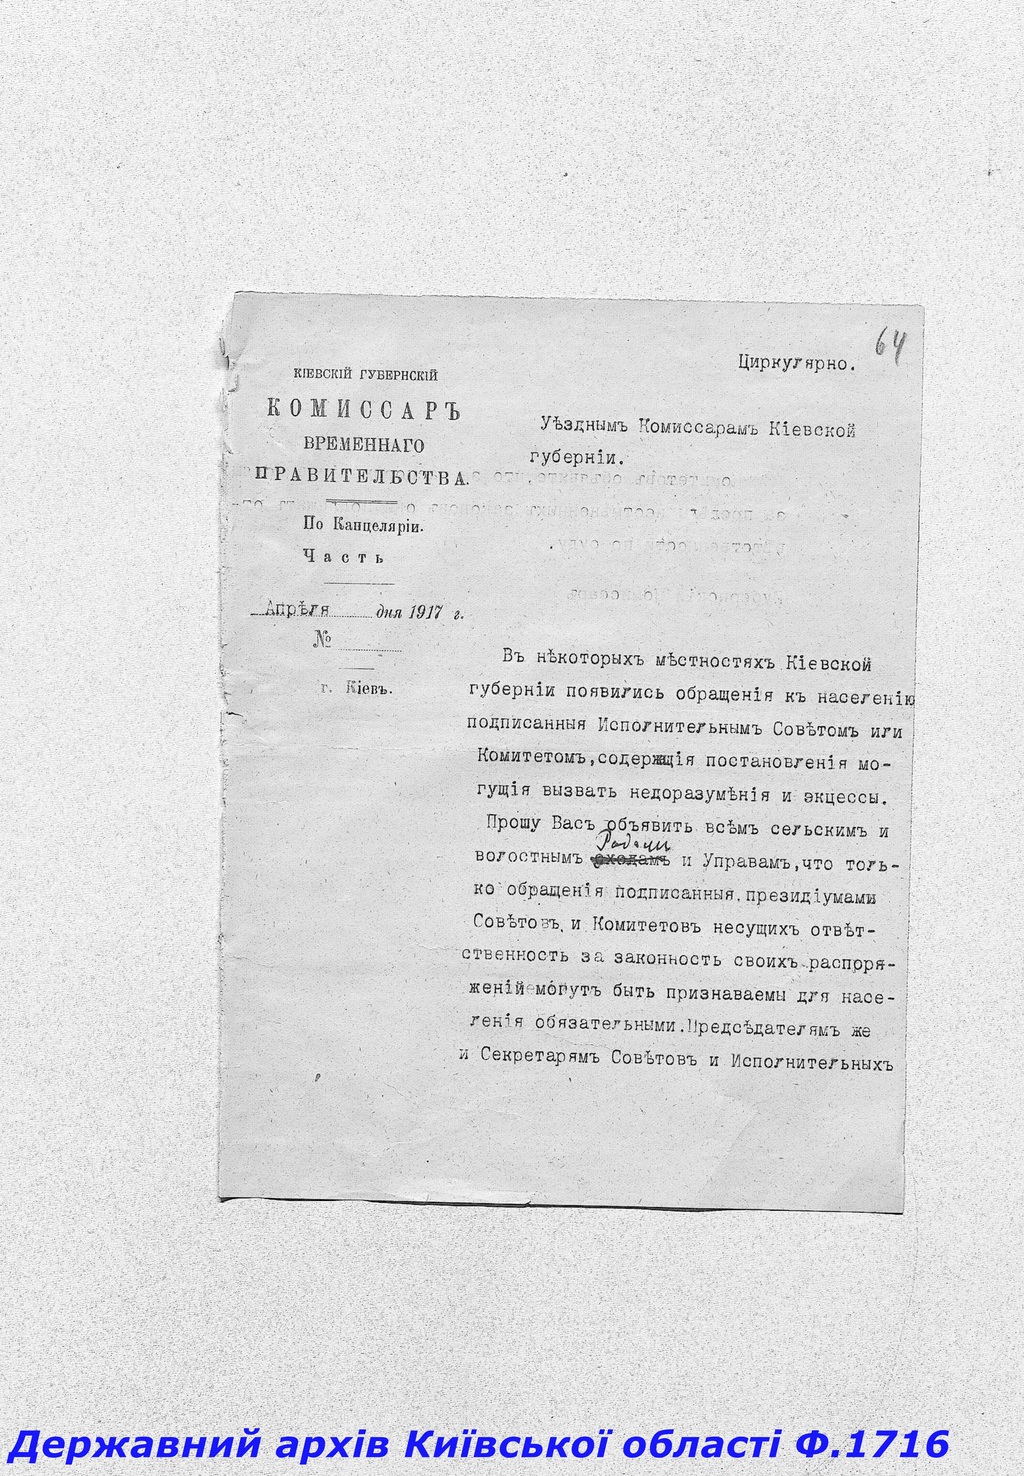 64
Циркулярно.
КІЕВСКІЙ ГУБЕРНСКІЙ
КОМИССАРЪ
ВРЕМЕННАГО
ПРАВИТЕЛЬСТВА.
По Канцеляріи.
Часть
Апрѣля дня 1917 г.
№
г. Кіевъ.
Уѣзднымъ Комиссарамъ Кіевской
губерніи.
Въ нѣкоторыхъ мѣстностяхъ Кіевской
губерніи появились обращенія къ населенію
подписанныя Исполнительнымъ Совѣтомъ или
Комитетомъ,содержащія постановленія мо-
гущія вызвать недоразумѣнія и экцессы.
Прошу Васъ объявить всѣмъ сельскимъ и
волостнымъ сходамъ и Управамъ,что толь-
ко обращенія подписанныя президіумами
Совѣтовъ и Комитетовъ несущихъ отвѣт-
ственность за законность своихъ распоря-
женій могутъ быть признаваемы для насе-
ленія обязательными.Предсѣдателямъ же
и Секретарямъ Совѣтовъ и Исполнительныхъ
Державний архів Київської області Ф.1716